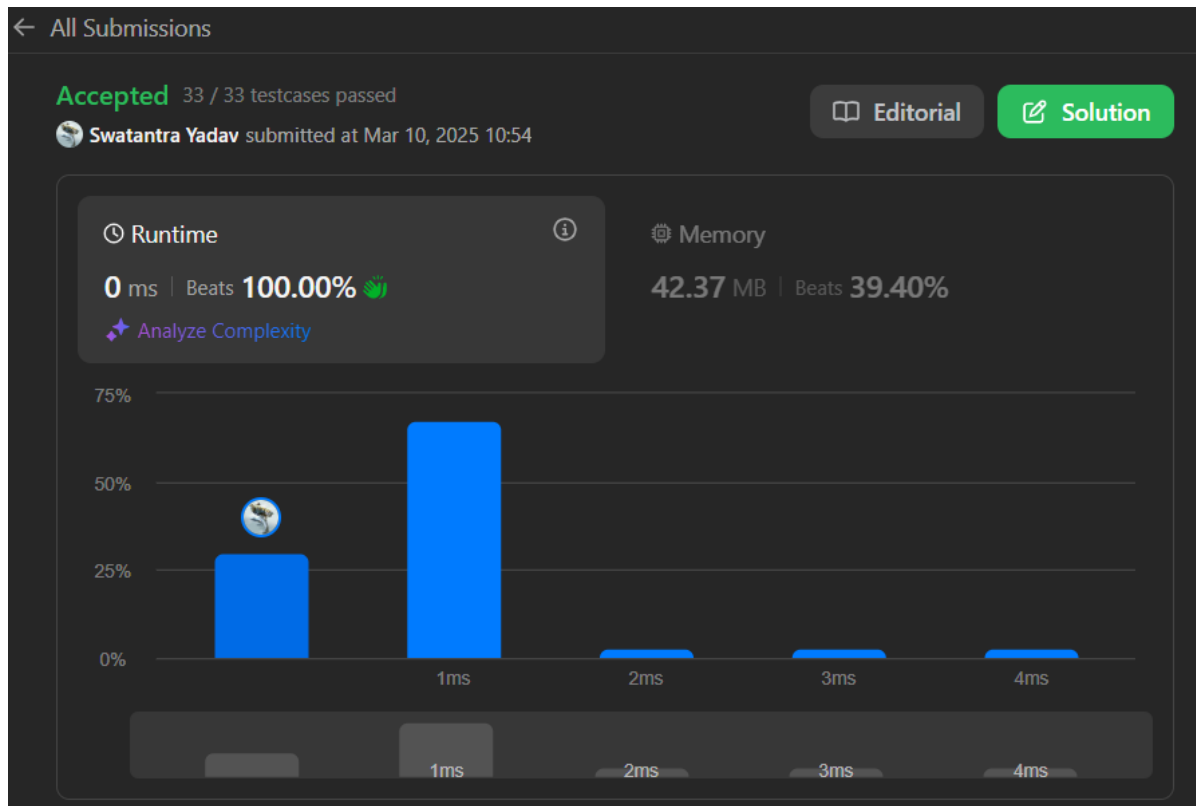 ← All Submissions
Accepted 33 / 33 testcases passed
Editorial
Solution
Swatantra Yadav submitted at Mar 10, 2025 10:54
Runtime
0 ms | Beats 100.00%
Analyze Complexity
Memory
42.37 MB | Beats 39.40%
75%
50%
25%
0%
1ms 2ms 3ms 4ms
1ms 2ms 3ms 4ms